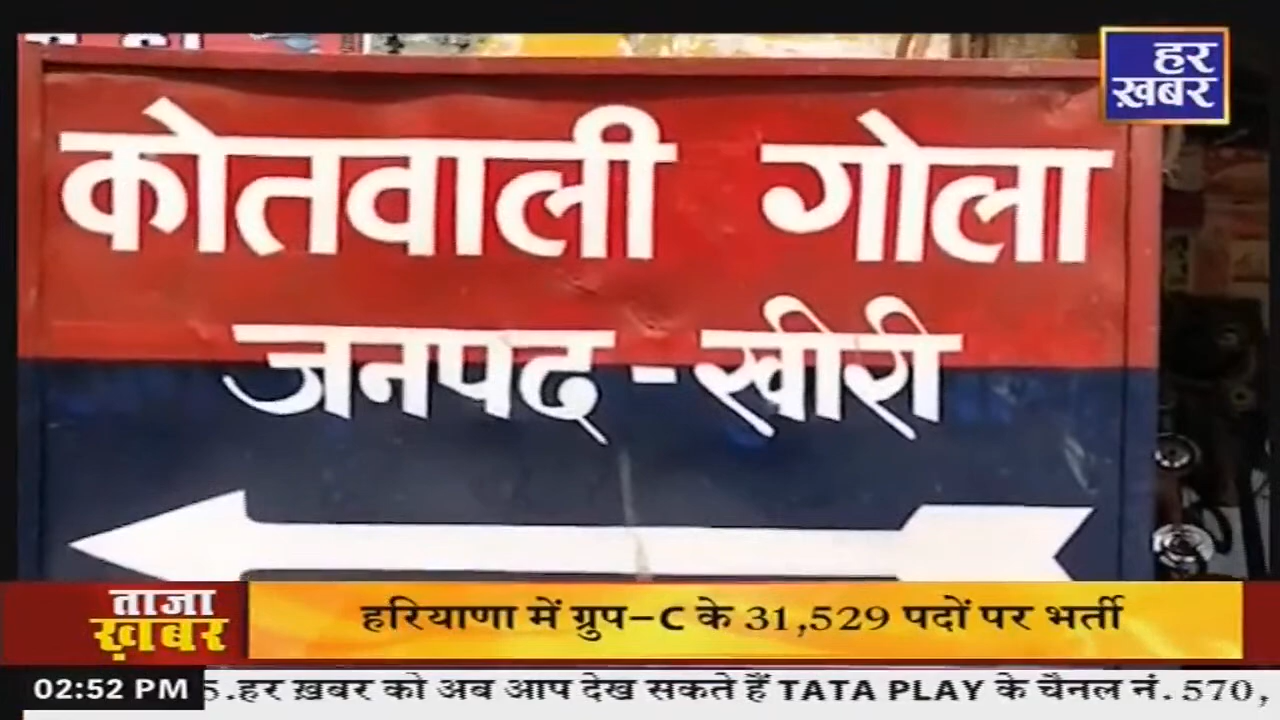 हर
ख़बर
कोतवाली गोला
जनपद - खीरी
ताजा
ख़बर
हरियाणा में ग्रुप-C के 31,529 पदों पर भर्ती
02:52 PM
5.हर ख़बर को अब आप देख सकते हैं TATA PLAY के चैनल नं. 570,